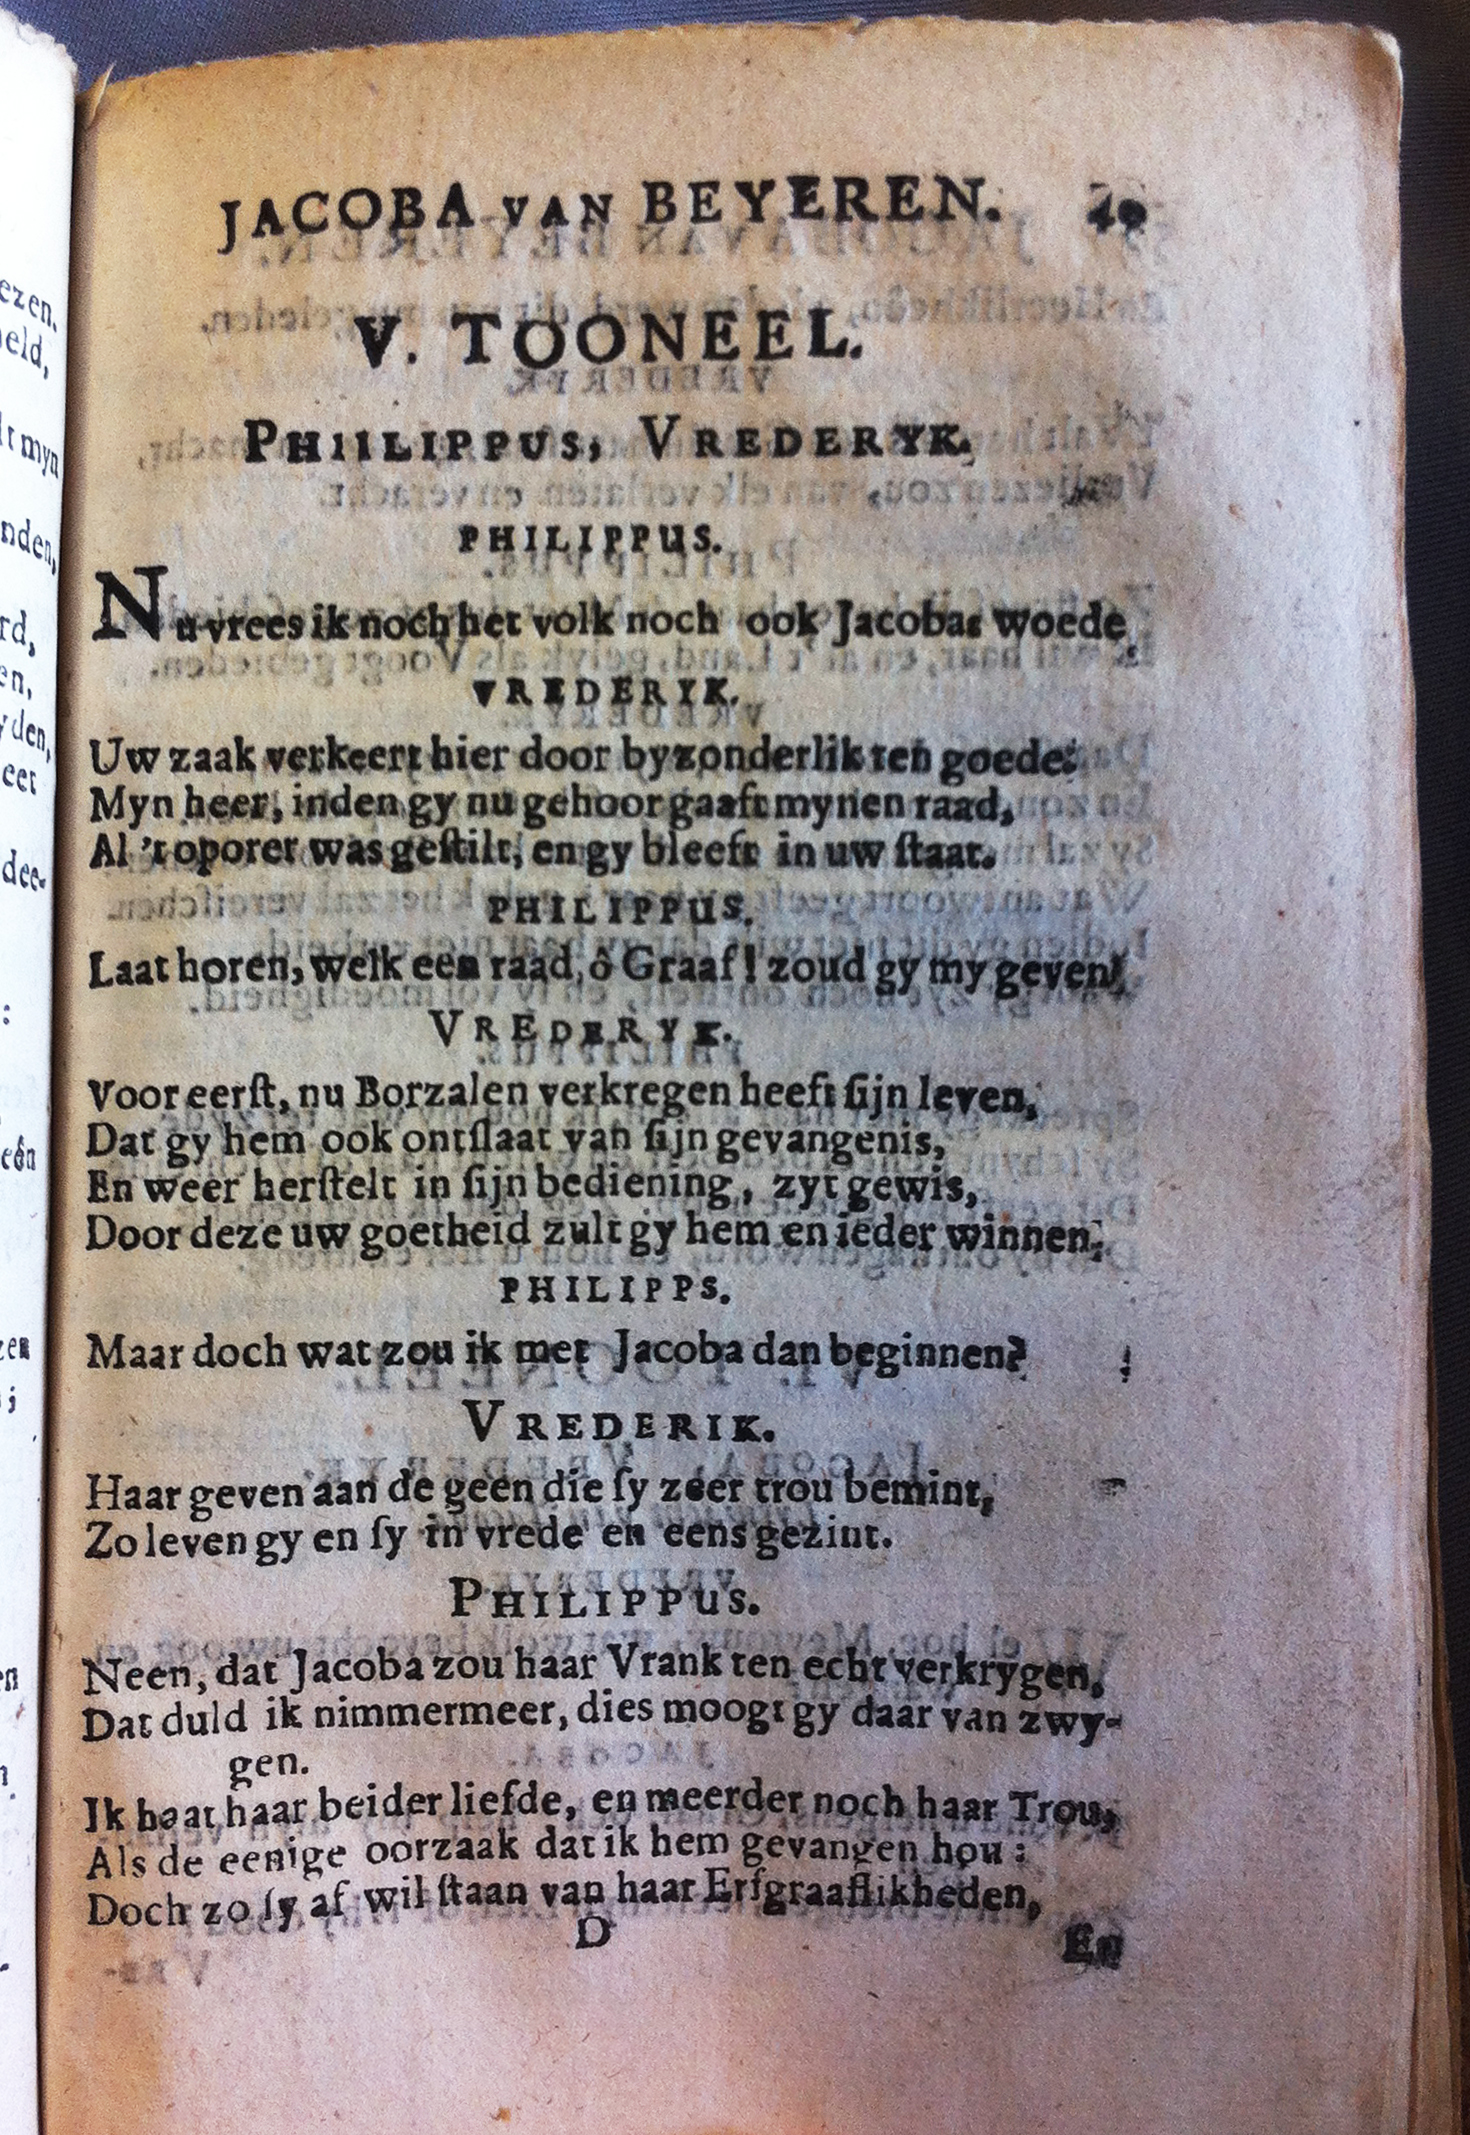 JACOBA VAN BEYEREN. 49
V. TOONEEL.
PHIILIPPUS, VREDERYK.
PHILIPPUS.
Nu vrees ik noch het volk noch ook Jacobas woede
VREDERYK.
Uw zaak verkeert hier door byzonderlik ten goede:
Myn heer, inden gy nu gehoor gaaft mynen raad,
Al 't oproer was geſtilt, en gy bleeft in uw ſtaat.
PHILIPPUS.
Laat horen, welk een raad, ô Graaf! zoud gy my geven?
VREDERYK.
Voor eerſt, nu Borzalen verkregen heeft ſijn leven,
Dat gy hem ook ontſlaat van ſijn gevangenis,
En weer herſtelt in ſijn bediening, zyt gewis,
Door deze uw goetheid zult gy hem en ieder winnen;
PHILIPPS.
Maar doch wat zou ik met Jacoba dan beginnen?
VREDERIK.
Haar geven aan de geen die ſy zeer trou bemint,
Zo leven gy en ſy in vrede en eens gezint.
PHILIPPUS.
Neen, dat Jacoba zou haar Vrank ten echt verkrygen,
Dat duld ik nimmermeer, dies moogt gy daar van zwy-
gen.
Ik haat haar beider liefde, en meerder noch haar Trou,
Als de eenige oorzaak dat ik hem gevangen hou:
Doch zo ſy af wil ſtaan van haar Erfgraaflikheden,
D
En